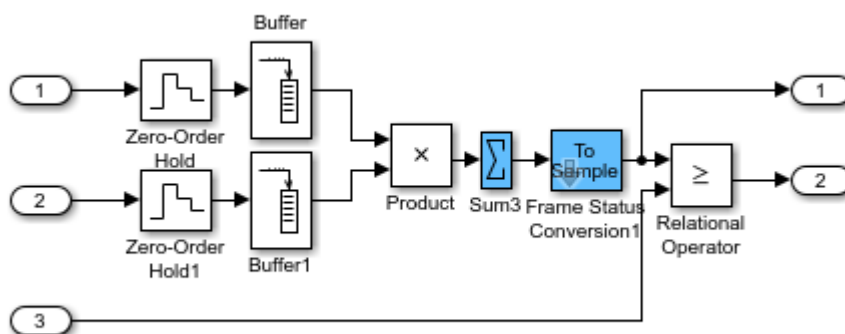 Buffer
1
Zero-Order
Hold
2
Zero-Order
Hold1
Buffer1
×
Product
Σ
Sum3
To
Sample
Frame Status
Conversion1
≥
Relational
Operator
1
2
3